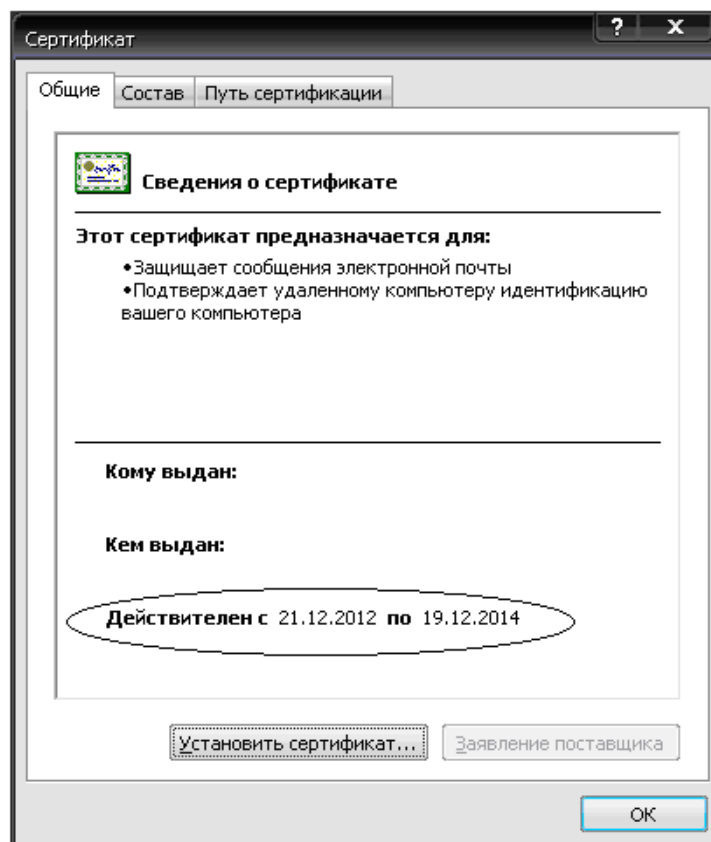 Сертификат
? x
Общие Состав Путь сертификации
Сведения о сертификате
Этот сертификат предназначается для:
•Защищает сообщения электронной почты
•Подтверждает удаленному компьютеру идентификацию
вашего компьютера
Кому выдан:
Кем выдан:
Действителен с 21.12.2012 по 19.12.2014
Установить сертификат... Заявление поставщика
ОК